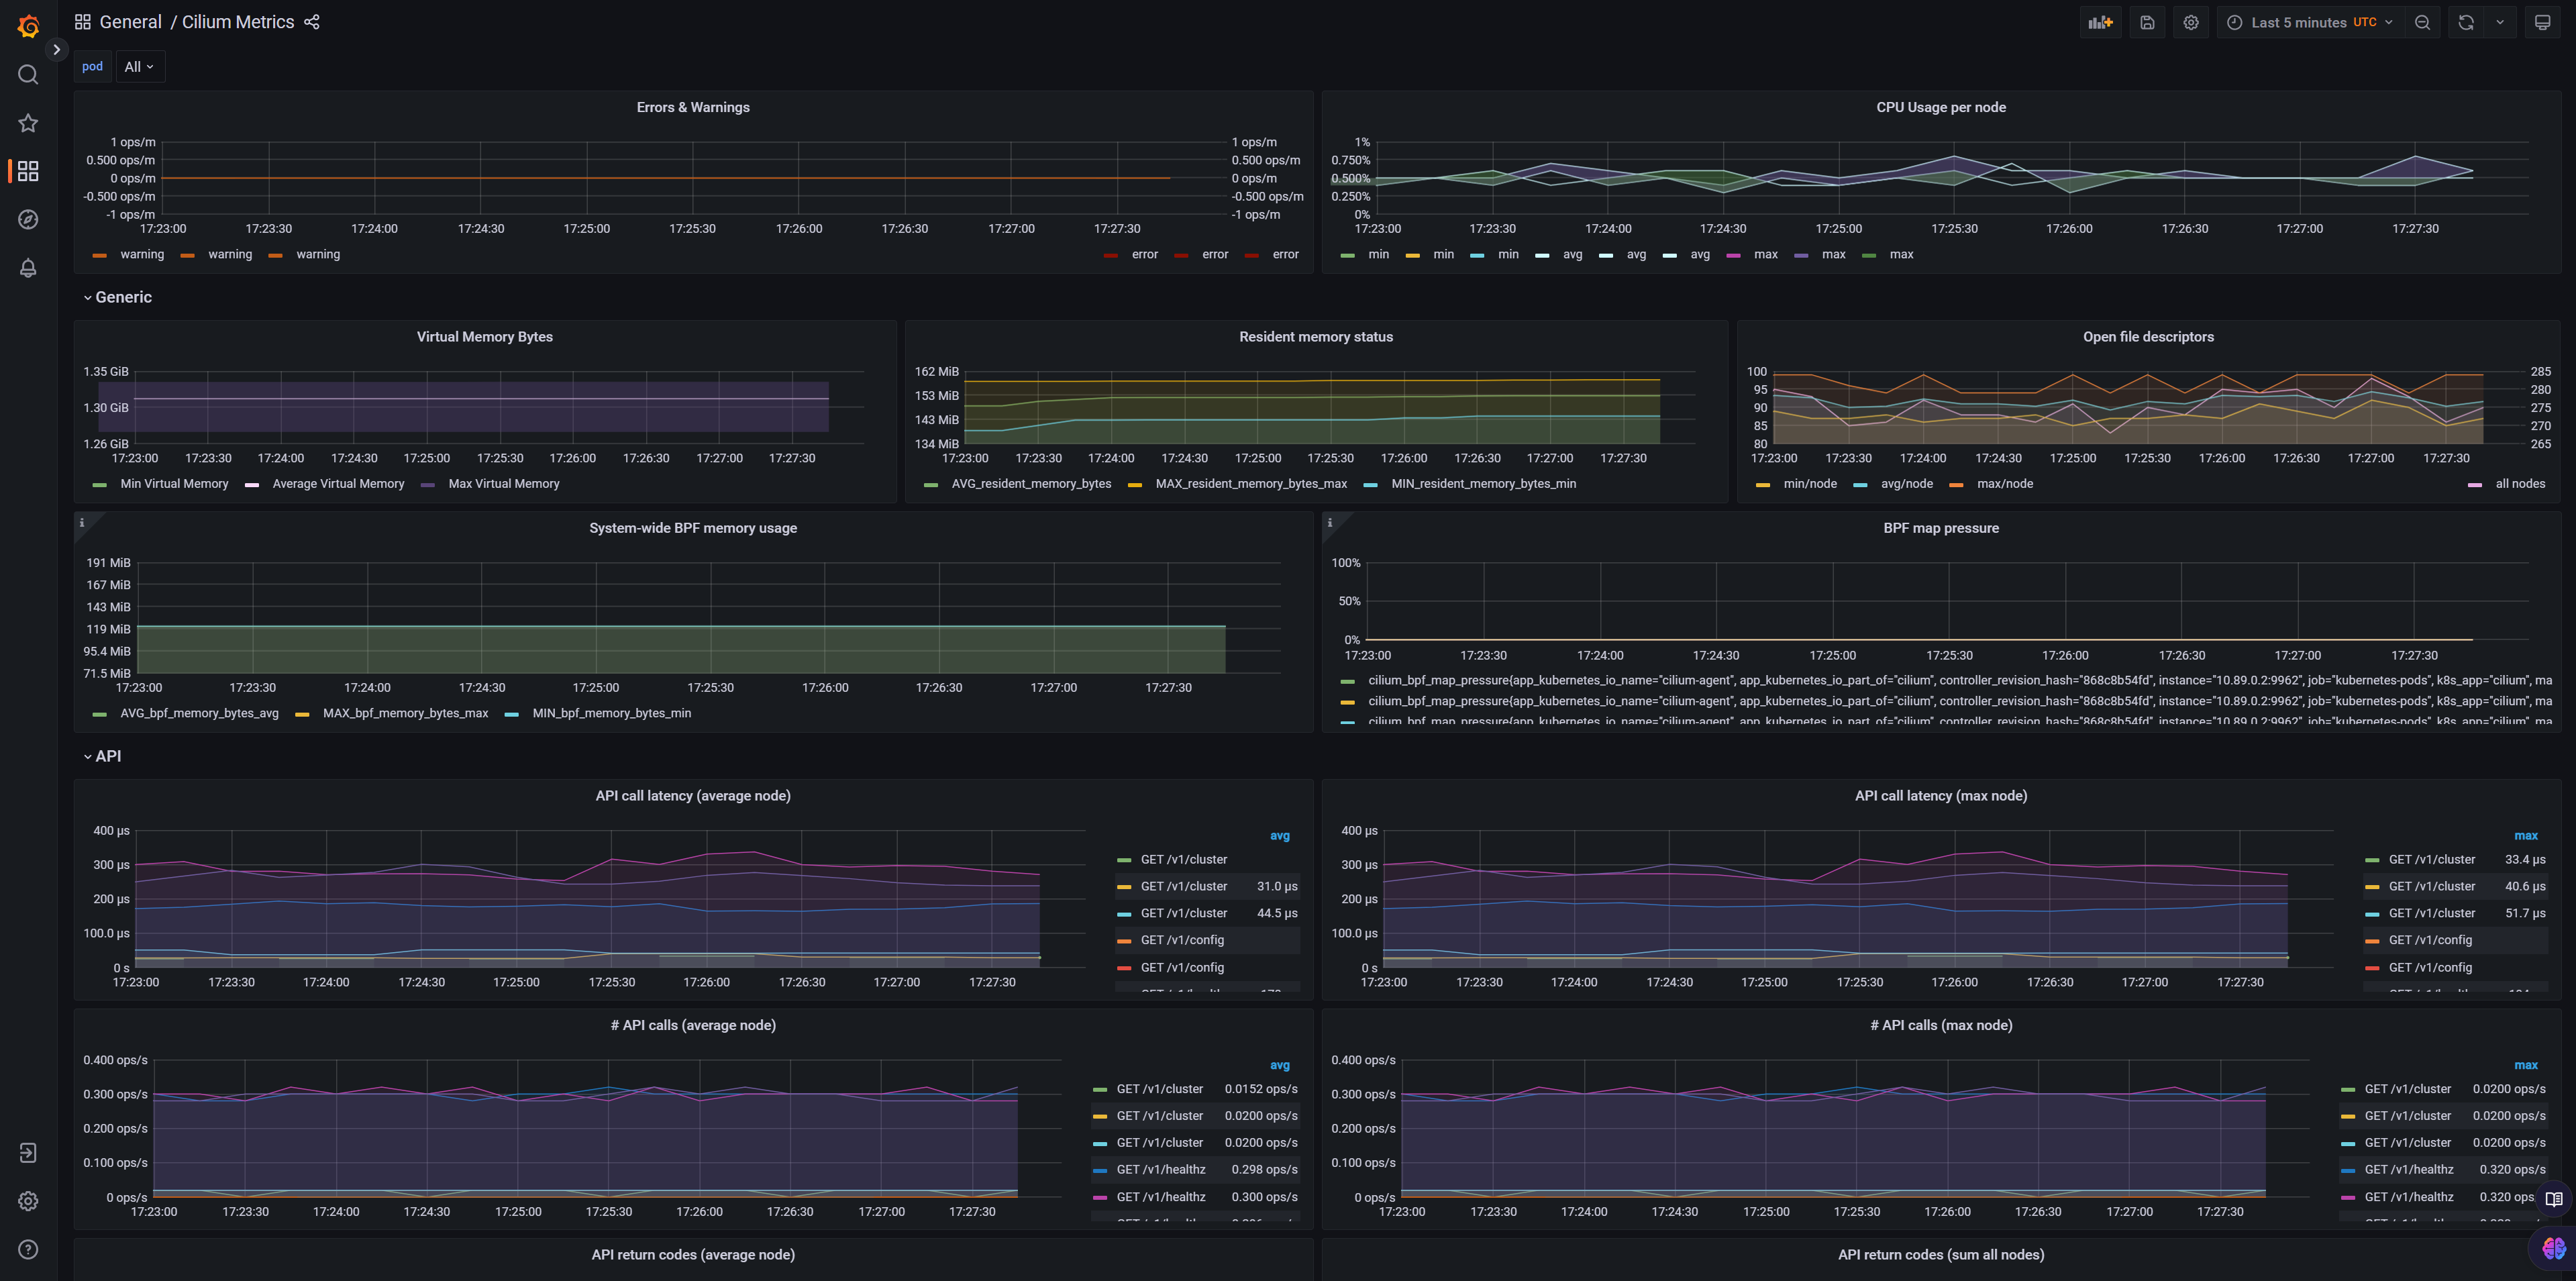 General / Cilium Metrics
Last 5 minutes UTC
pod All
Errors & Warnings
1 ops/m 1 ops/m
0.500 ops/m 0.500 ops/m
0 ops/m 0 ops/m
-0.500 ops/m -0.500 ops/m
-1 ops/m -1 ops/m
17:23:00 17:23:30 17:24:00 17:24:30 17:25:00 17:25:30 17:26:00 17:26:30 17:27:00 17:27:30
warning warning warning error error error
CPU Usage per node
1%
0.750%
0.500%
0.250%
0%
17:23:00 17:23:30 17:24:00 17:24:30 17:25:00 17:25:30 17:26:00 17:26:30 17:27:00 17:27:30
min min min avg avg avg max max max
Generic
Virtual Memory Bytes
1.35 GiB
1.30 GiB
1.26 GiB
17:23:00 17:23:30 17:24:00 17:24:30 17:25:00 17:25:30 17:26:00 17:26:30 17:27:00 17:27:30
Min Virtual Memory Average Virtual Memory Max Virtual Memory
Resident memory status
162 MiB
153 MiB
143 MiB
134 MiB
17:23:00 17:23:30 17:24:00 17:24:30 17:25:00 17:25:30 17:26:00 17:26:30 17:27:00 17:27:30
AVG_resident_memory_bytes MAX_resident_memory_bytes_max MIN_resident_memory_bytes_min
Open file descriptors
100 285
95 280
90 275
85 270
80 265
17:23:00 17:23:30 17:24:00 17:24:30 17:25:00 17:25:30 17:26:00 17:26:30 17:27:00 17:27:30
min/node avg/node max/node all nodes
System-wide BPF memory usage
191 MiB
167 MiB
143 MiB
119 MiB
95.4 MiB
71.5 MiB
17:23:00 17:23:30 17:24:00 17:24:30 17:25:00 17:25:30 17:26:00 17:26:30 17:27:00 17:27:30
AVG_bpf_memory_bytes_avg MAX_bpf_memory_bytes_max MIN_bpf_memory_bytes_min
BPF map pressure
100%
50%
0%
17:23:00 17:23:30 17:24:00 17:24:30 17:25:00 17:25:30 17:26:00 17:26:30 17:27:00 17:27:30
cilium_bpf_map_pressure{app_kubernetes_io_name="cilium-agent", app_kubernetes_io_part_of="cilium", controller_revision_hash="868c8b54fd", instance="10.89.0.2:9962", job="kubernetes-pods", k8s_app="cilium", ma
cilium_bpf_map_pressure{app_kubernetes_io_name="cilium-agent", app_kubernetes_io_part_of="cilium", controller_revision_hash="868c8b54fd", instance="10.89.0.2:9962", job="kubernetes-pods", k8s_app="cilium", ma
cilium_bpf_map_pressure{app_kubernetes_io_name="cilium-agent", app_kubernetes_io_part_of="cilium", controller_revision_hash="868c8b54fd", instance="10.89.0.2:9962", job="kubernetes-pods", k8s_app="cilium", ma
API
API call latency (average node)
400 µs
300 µs
200 µs
100.0 µs
0 s
17:23:00 17:23:30 17:24:00 17:24:30 17:25:00 17:25:30 17:26:00 17:26:30 17:27:00 17:27:30
avg
GET /v1/cluster
GET /v1/cluster 31.0 µs
GET /v1/cluster 44.5 µs
GET /v1/config
GET /v1/config
API call latency (max node)
400 µs
300 µs
200 µs
100.0 µs
0 s
17:23:00 17:23:30 17:24:00 17:24:30 17:25:00 17:25:30 17:26:00 17:26:30 17:27:00 17:27:30
max
GET /v1/cluster 33.4 µs
GET /v1/cluster 40.6 µs
GET /v1/cluster 51.7 µs
GET /v1/config
GET /v1/config
# API calls (average node)
0.400 ops/s
0.300 ops/s
0.200 ops/s
0.100 ops/s
0 ops/s
17:23:00 17:23:30 17:24:00 17:24:30 17:25:00 17:25:30 17:26:00 17:26:30 17:27:00 17:27:30
avg
GET /v1/cluster 0.0152 ops/s
GET /v1/cluster 0.0200 ops/s
GET /v1/cluster 0.0200 ops/s
GET /v1/healthz 0.298 ops/s
GET /v1/healthz 0.300 ops/s
# API calls (max node)
0.400 ops/s
0.300 ops/s
0.200 ops/s
0.100 ops/s
0 ops/s
17:23:00 17:23:30 17:24:00 17:24:30 17:25:00 17:25:30 17:26:00 17:26:30 17:27:00 17:27:30
max
GET /v1/cluster 0.0200 ops/s
GET /v1/cluster 0.0200 ops/s
GET /v1/cluster 0.0200 ops/s
GET /v1/healthz 0.320 ops/s
GET /v1/healthz 0.320 ops
API return codes (average node)
API return codes (sum all nodes)